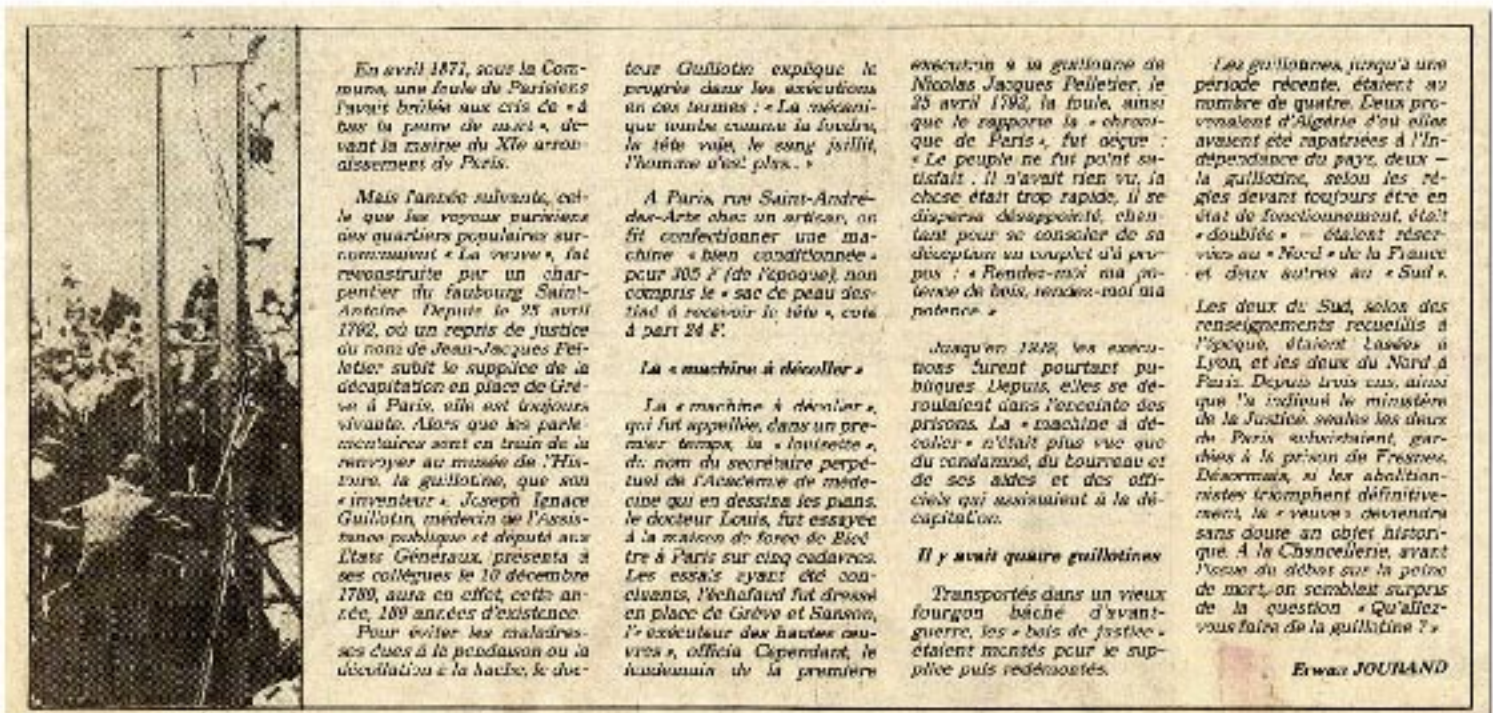 En avril 1871, sous la Com-
mune, une foule de Parisiens
l'avait brûlée aux cris de « à
bas la peine de mort », de-
vant la mairie du XIe arron-
dissement de Paris.
Mais l'année suivante, cel-
le que les voyous parisiens
des quartiers populaires sur-
nommaient « La veuve », fut
reconstruite par un char-
pentier du faubourg Saint-
Antoine. Depuis le 25 avril
1792, où un repris de justice
du nom de Jean-Jacques Pel-
letier subit le supplice de la
décapitation en place de Grè-
ve à Paris, elle est toujours
vivante. Alors que les parle-
mentaires sont en train de la
renvoyer au musée de l'His-
toire, la guillotine, que son
« inventeur », Joseph Ignace
Guillotin, médecin de l'Assis-
tance publique et député aux
Etats Généraux, présenta à
ses collègues le 10 décembre
1789, aura en effet, cette an-
née, 189 années d'existence.
Pour éviter les maladres-
ses dues à la pendaison ou la
décollation à la hache, le doc-
teur Guillotin explique le
progrès dans les exécutions
en ces termes : « La mécani-
que tombe comme la foudre,
la tête vole, le sang jaillit,
l'homme n'est plus... »
A Paris, rue Saint-André-
des-Arts chez un artisan, on
fit confectionner une ma-
chine « bien conditionnée »
pour 305 F (de l'époque), non
compris le « sac de peau des-
tiné à recevoir la tête », coté
à part 24 F.
La « machine à décoller »
La « machine à décoller »,
qui fut appellée, dans un pre-
mier temps, la « louisette »,
du nom du secrétaire perpé-
tuel de l'Académie de méde-
cine qui en dessina les plans,
le docteur Louis, fut essayée
à la maison de force de Bicê-
tre à Paris sur cinq cadavres.
Les essais ayant été con-
cluants, l'échafaud fut dressé
en place de Grève et Sanson,
l'« exécuteur des hautes œu-
vres », officia. Cependant, le
lendemain de la première
exécution à la guillotine de
Nicolas Jacques Pelletier, le
25 avril 1792, la foule, ainsi
que le rapporte la « chroni-
que de Paris », fut déçue :
« Le peuple ne fut point sa-
tisfait : il n'avait rien vu, la
chose était trop rapide, il se
dispersa désappointé, chan-
tant pour se consoler de sa
déception un couplet d'à pro-
pos : « Rendez-moi ma po-
tence de bois, rendez-moi ma
potence »
Jusqu'en 1939, les exécu-
tions furent pourtant pu-
bliques. Depuis, elles se dé-
roulaient dans l'enceinte des
prisons. La « machine à dé-
coller » n'était plus vue que
du condamné, du bourreau et
de ses aides et des offi-
ciels qui assistaient à la dé-
capitation.
Il y avait quatre guillotines
Transportés dans un vieux
fourgon bâché d'avant-
guerre, les « bois de justice »
étaient montés pour le sup-
plice puis redémontés.
Les guillotines, jusqu'à une
période récente, étaient au
nombre de quatre. Deux pro-
venaient d'Algérie d'où elles
avaient été rapatriées à l'In-
dépendance du pays, deux —
la guillotine, selon les rè-
gles devant toujours être en
état de fonctionnement, était
« doublée » — étaient réser-
vées au « Nord » de la France
et deux autres au « Sud ».
Les deux du Sud, selon des
renseignements recueillis à
l'époque, étaient basées à
Lyon, et les deux du Nord à
Paris. Depuis trois ans, ainsi
que l'a indiqué le ministère
de la Justice, seules les deux
de Paris subsistaient, gar-
dées à la prison de Fresnes.
Désormais, si les abolition-
nistes triomphent définitive-
ment, la « veuve » deviendra
sans doute un objet histori-
que. A la Chancellerie, avant
l'issue du débat sur la peine
de mort, on semblait surpris
de la question « Qu'allez-
vous faire de la guillotine ? »
Erwan JOURAND